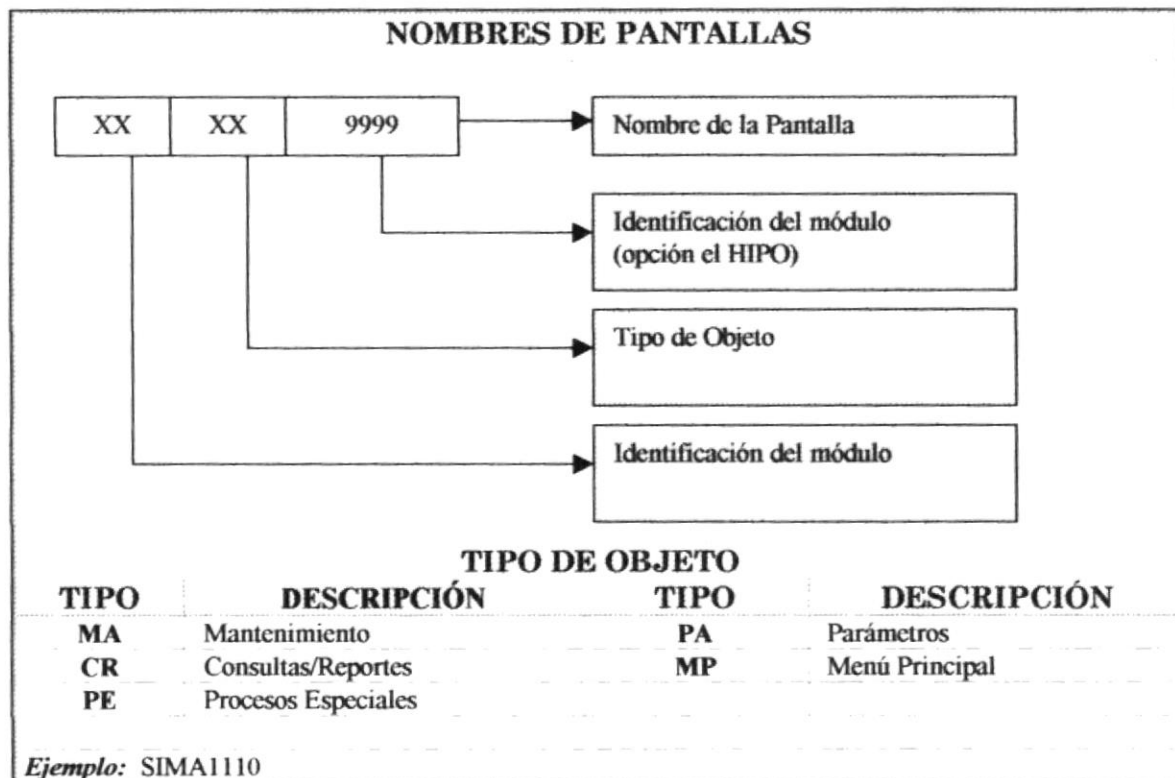 NOMBRES DE PANTALLAS
XX XX 9999
Nombre de la Pantalla
Identificación del módulo
(opción el HIPO)
Tipo de Objeto
Identificación del módulo
TIPO DE OBJETO
TIPO DESCRIPCIÓN TIPO DESCRIPCIÓN
MA Mantenimiento PA Parámetros
CR Consultas/Reportes MP Menú Principal
PE Procesos Especiales
Ejemplo: SIMA1110